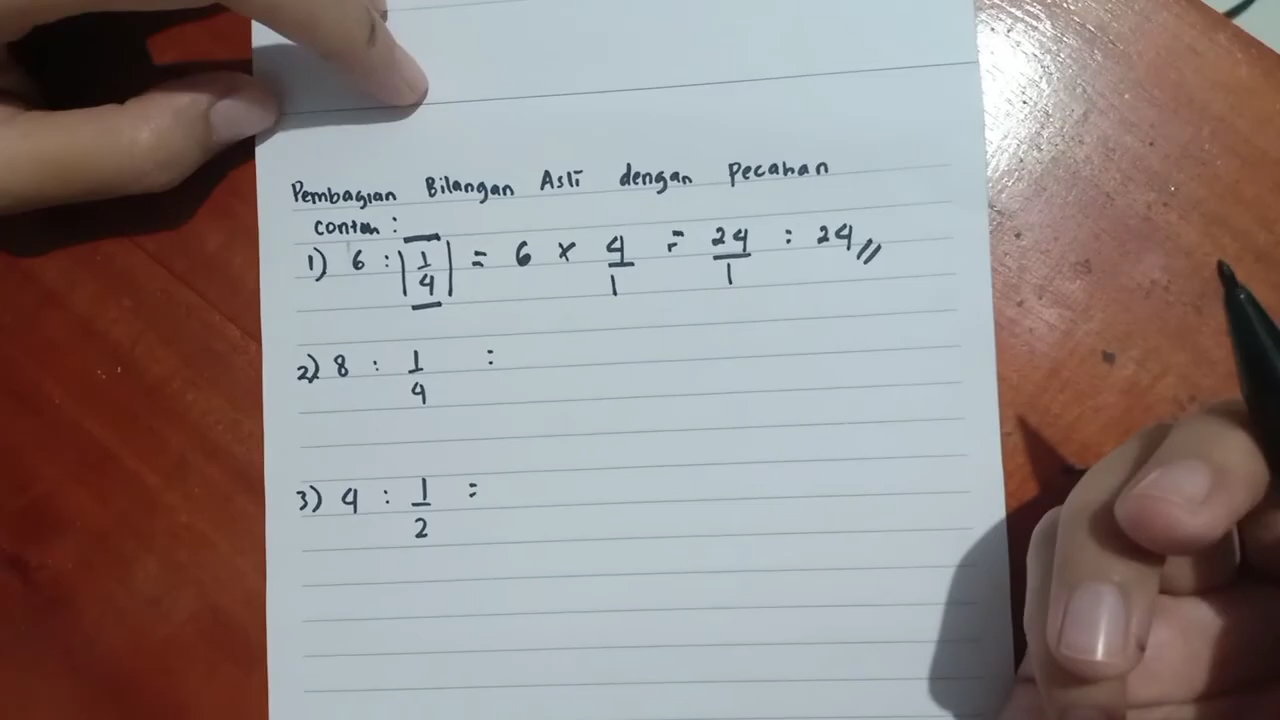 Pembagian Bilangan Asli dengan Pecahan
contoh :
1) 6 : 1/4 = 6 x 4/1 = 24/1 : 24
2) 8 : 1/4 :
3) 4 : 1/2 =